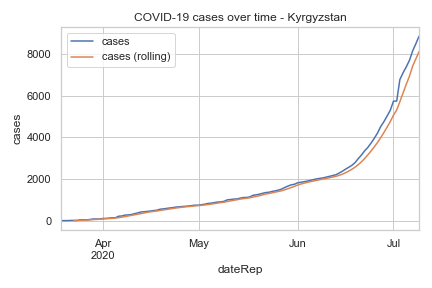 COVID-19 cases over time - Kyrgyzstan
cases
cases (rolling)
8000
6000
4000
2000
0
cases
Apr
2020
May
Jun
Jul
dateRep